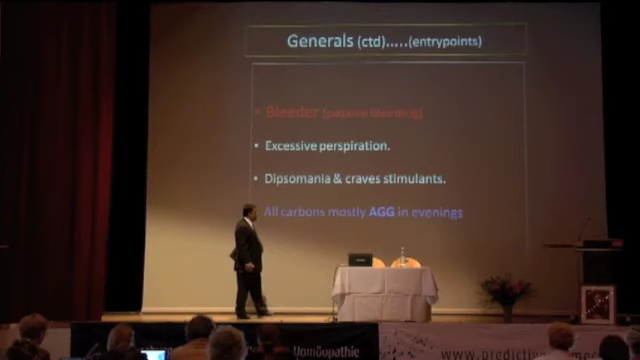 Generals (ctd).....(entrypoints)
• Bleeder (passive bleeding)
• Excessive perspiration.
• Dipsomania & craves stimulants.
All carbons mostly AGG in evenings
Homöopathie
www.predictiv